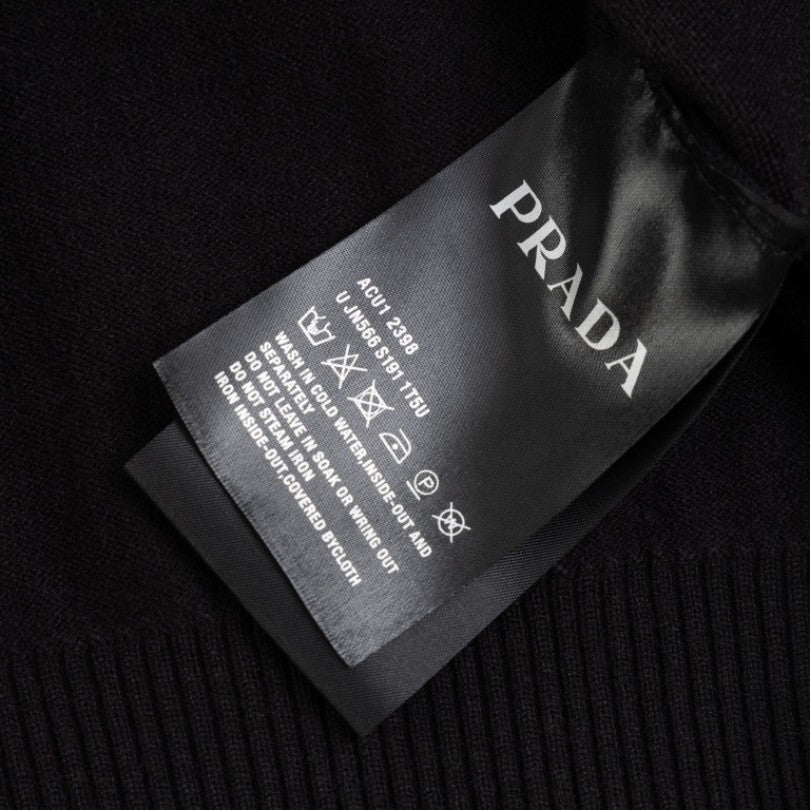 PRADA
ACU1 2398
U JN566 S191 1T5U
P
WASH IN COLD WATER,INSIDE-OUT AND
SEPARATELY
DO NOT LEAVE IN SOAK OR WRING OUT
DO NOT STEAM IRON
IRON INSIDE-OUT,COVERED BYCLOTH